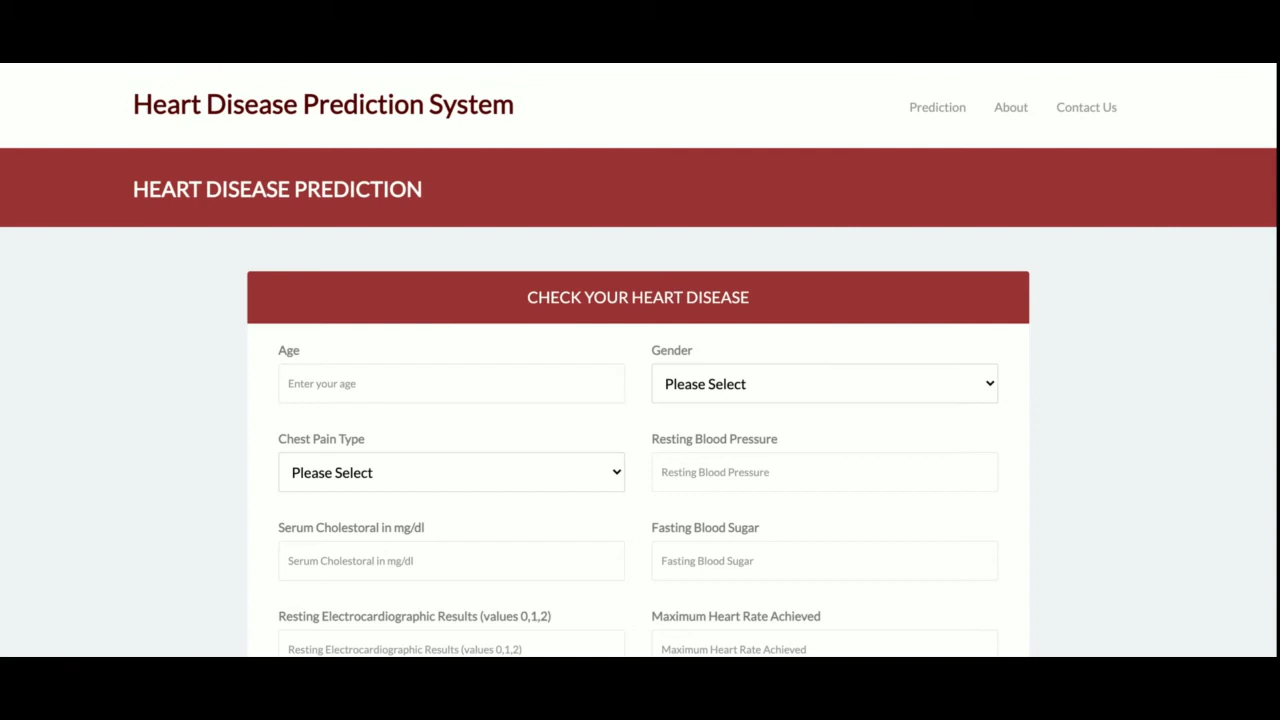 Heart Disease Prediction System
Prediction About Contact Us
HEART DISEASE PREDICTION
CHECK YOUR HEART DISEASE
Age Gender
Enter your age Please Select
Chest Pain Type Resting Blood Pressure
Please Select Resting Blood Pressure
Serum Cholestoral in mg/dl Fasting Blood Sugar
Serum Cholestoral in mg/dl Fasting Blood Sugar
Resting Electrocardiographic Results (values 0,1,2) Maximum Heart Rate Achieved
Resting Electrocardiographic Results (values 0,1,2) Maximum Heart Rate Achieved